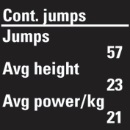 Cont. jumps
Jumps
57
Avg height
23
Avg power/kg
21